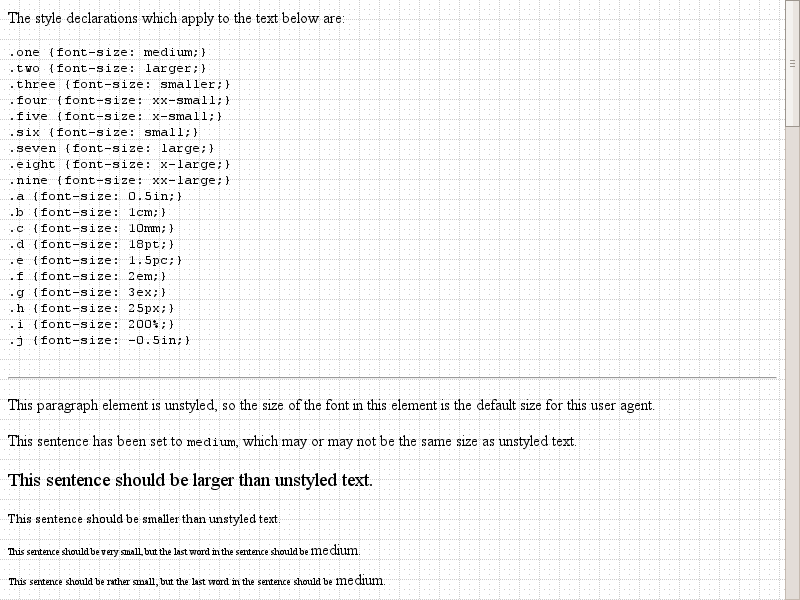 The style declarations which apply to the text below are:
.one {font-size: medium;}
.two {font-size: larger;}
.three {font-size: smaller;}
.four {font-size: xx-small;}
.five {font-size: x-small;}
.six {font-size: small;}
.seven {font-size: large;}
.eight {font-size: x-large;}
.nine {font-size: xx-large;}
.a {font-size: 0.5in;}
.b {font-size: 1cm;}
.c {font-size: 10mm;}
.d {font-size: 18pt;}
.e {font-size: 1.5pc;}
.f {font-size: 2em;}
.g {font-size: 3ex;}
.h {font-size: 25px;}
.i {font-size: 200%;}
.j {font-size: -0.5in;}
This paragraph element is unstyled, so the size of the font in this element is the default size for this user agent.
This sentence has been set to medium, which may or may not be the same size as unstyled text.
This sentence should be larger than unstyled text.
This sentence should be smaller than unstyled text.
This sentence should be very small, but the last word in the sentence should be medium.
This sentence should be rather small, but the last word in the sentence should be medium.